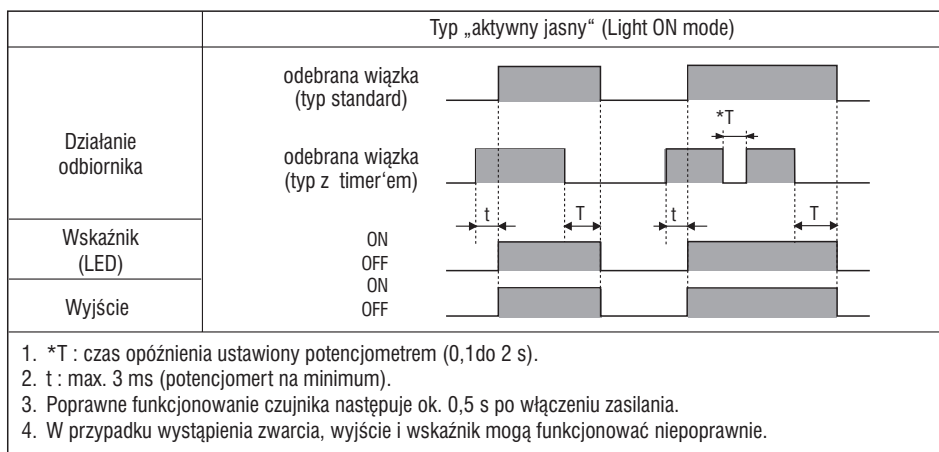 Typ „aktywny jasny“ (Light ON mode)
odebrana wiązka
(typ standard)
*T
Działanie
odbiornika
odebrana wiązka
(typ z timer‘em)
t
T
t
T
Wskaźnik
(LED)
ON
OFF
Wyjście
ON
OFF
1. *T : czas opóźnienia ustawiony potencjometrem (0,1do 2 s).
2. t : max. 3 ms (potencjomert na minimum).
3. Poprawne funkcjonowanie czujnika następuje ok. 0,5 s po włączeniu zasilania.
4. W przypadku wystąpienia zwarcia, wyjście i wskaźnik mogą funkcjonować niepoprawnie.